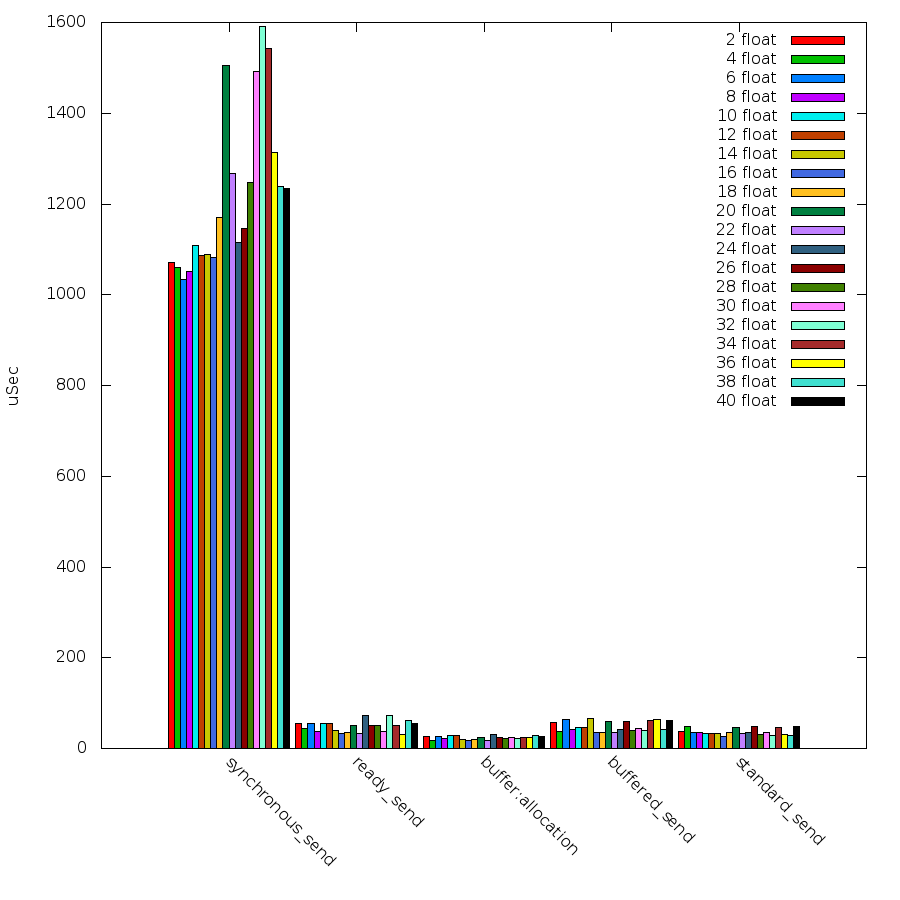 1600
1400
1200
1000
800
600
400
200
0
uSec
2 float
4 float
6 float
8 float
10 float
12 float
14 float
16 float
18 float
20 float
22 float
24 float
26 float
28 float
30 float
32 float
34 float
36 float
38 float
40 float
synchronous_send
ready_send
buffer:allocation
buffered_send
standard_send